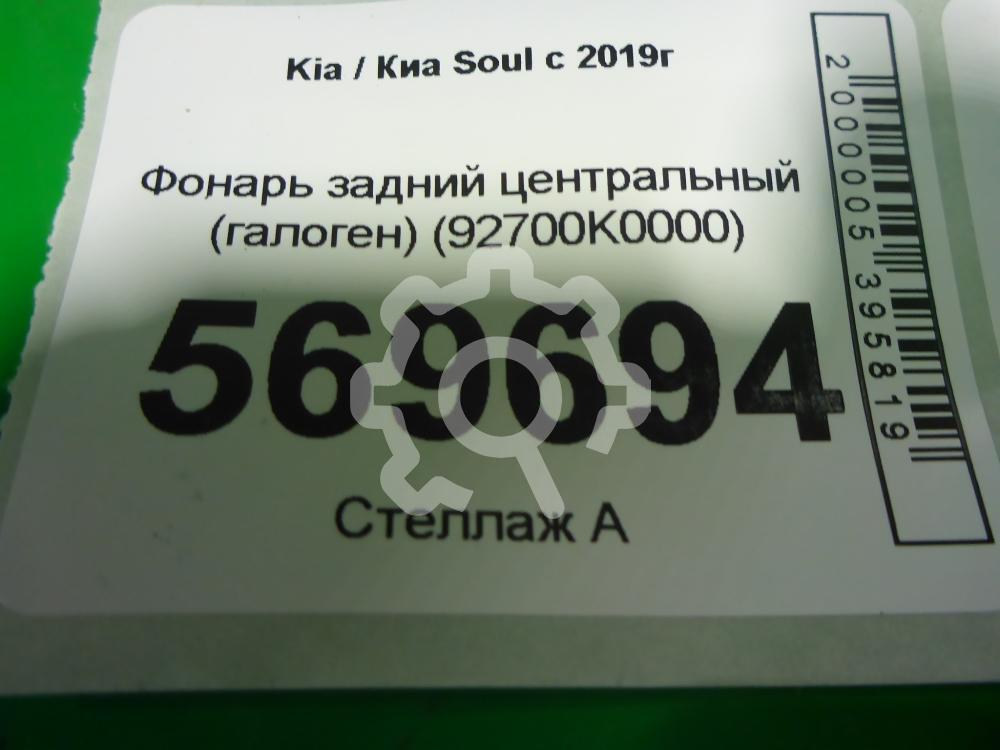 Kia / Киа Soul с 2019г
Фонарь задний центральный
(галоген) (92700K0000)
569694
Стеллаж А
2000005395819